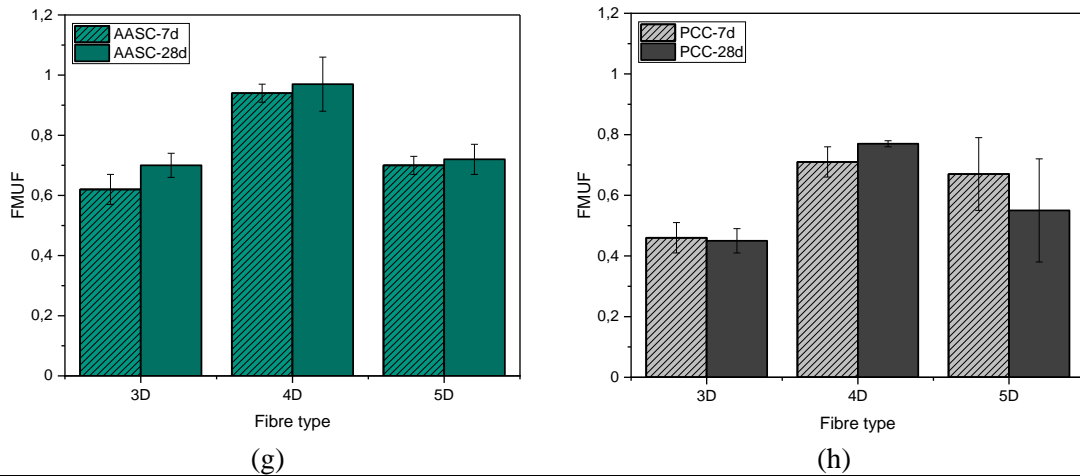 1,2
1
0,8
0,6
0,4
0,2
0
FMUF
AASC-7d
AASC-28d
3D 4D 5D
Fibre type
(g)
1,2
1
0,8
0,6
0,4
0,2
0
FMUF
PCC-7d
PCC-28d
3D 4D 5D
Fibre type
(h)